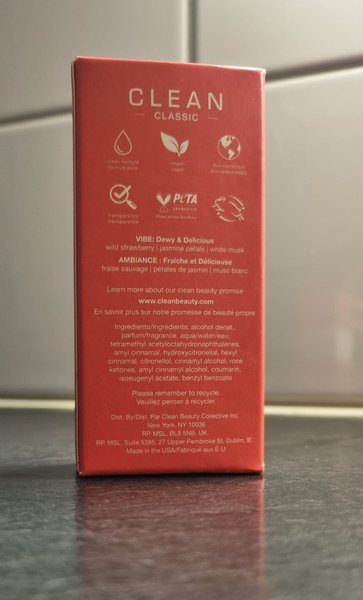 CLEAN
CLASSIC
clean formula
formule pure
vegan
végan
eco-conscious
éco-responsable
transparency
transparence
PETA
APPROVED
Global Animal Test Policy
VIBE: Dewy & Delicious
wild strawberry | jasmine petals | white musk
AMBIANCE : Fraîche et Délicieuse
fraise sauvage | pétales de jasmin | musc blanc
Learn more about our clean beauty promise
www.cleanbeauty.com
En savoir plus sur notre promesse de beauté propre
Ingredients/Ingrédients: alcohol denat.,
parfum/fragrance, aqua/water/eau,
tetramethyl acetyloctahydronaphthalenes,
amyl cinnamal, hydroxycitronellal, hexyl
cinnamal, citronellol, cinnamyl alcohol, rose
ketones, amyl cinnamyl alcohol, coumarin,
isoeugenyl acetate, benzyl benzoate
Please remember to recycle.
Veuillez penser à recycler.
Dist. By/Dist. Par Clean Beauty Collective Inc.
New York, NY 10036
RP. MSL, BL9 5NB, UK.
RP. MSL, Suite 5385, 27 Upper Pembroke St. Dublin, IE
Made in the USA/Fabriqué aux É-U